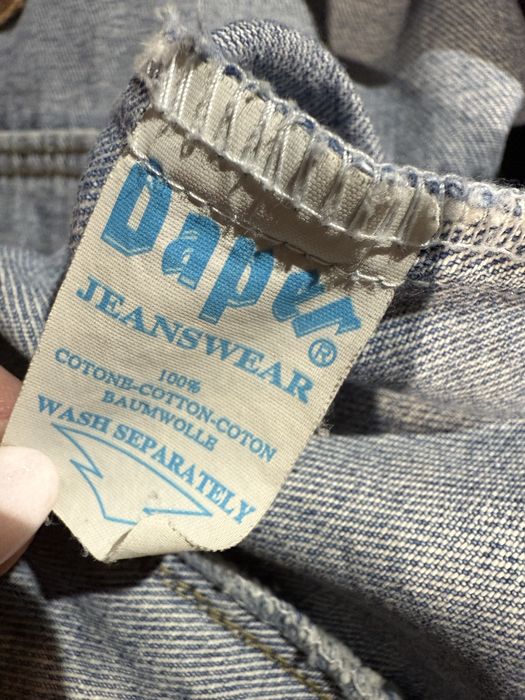 Daper®
JEANSWEAR
100%
COTONE-COTTON-COTON
BAUMWOLLE
WASH SEPARATELY